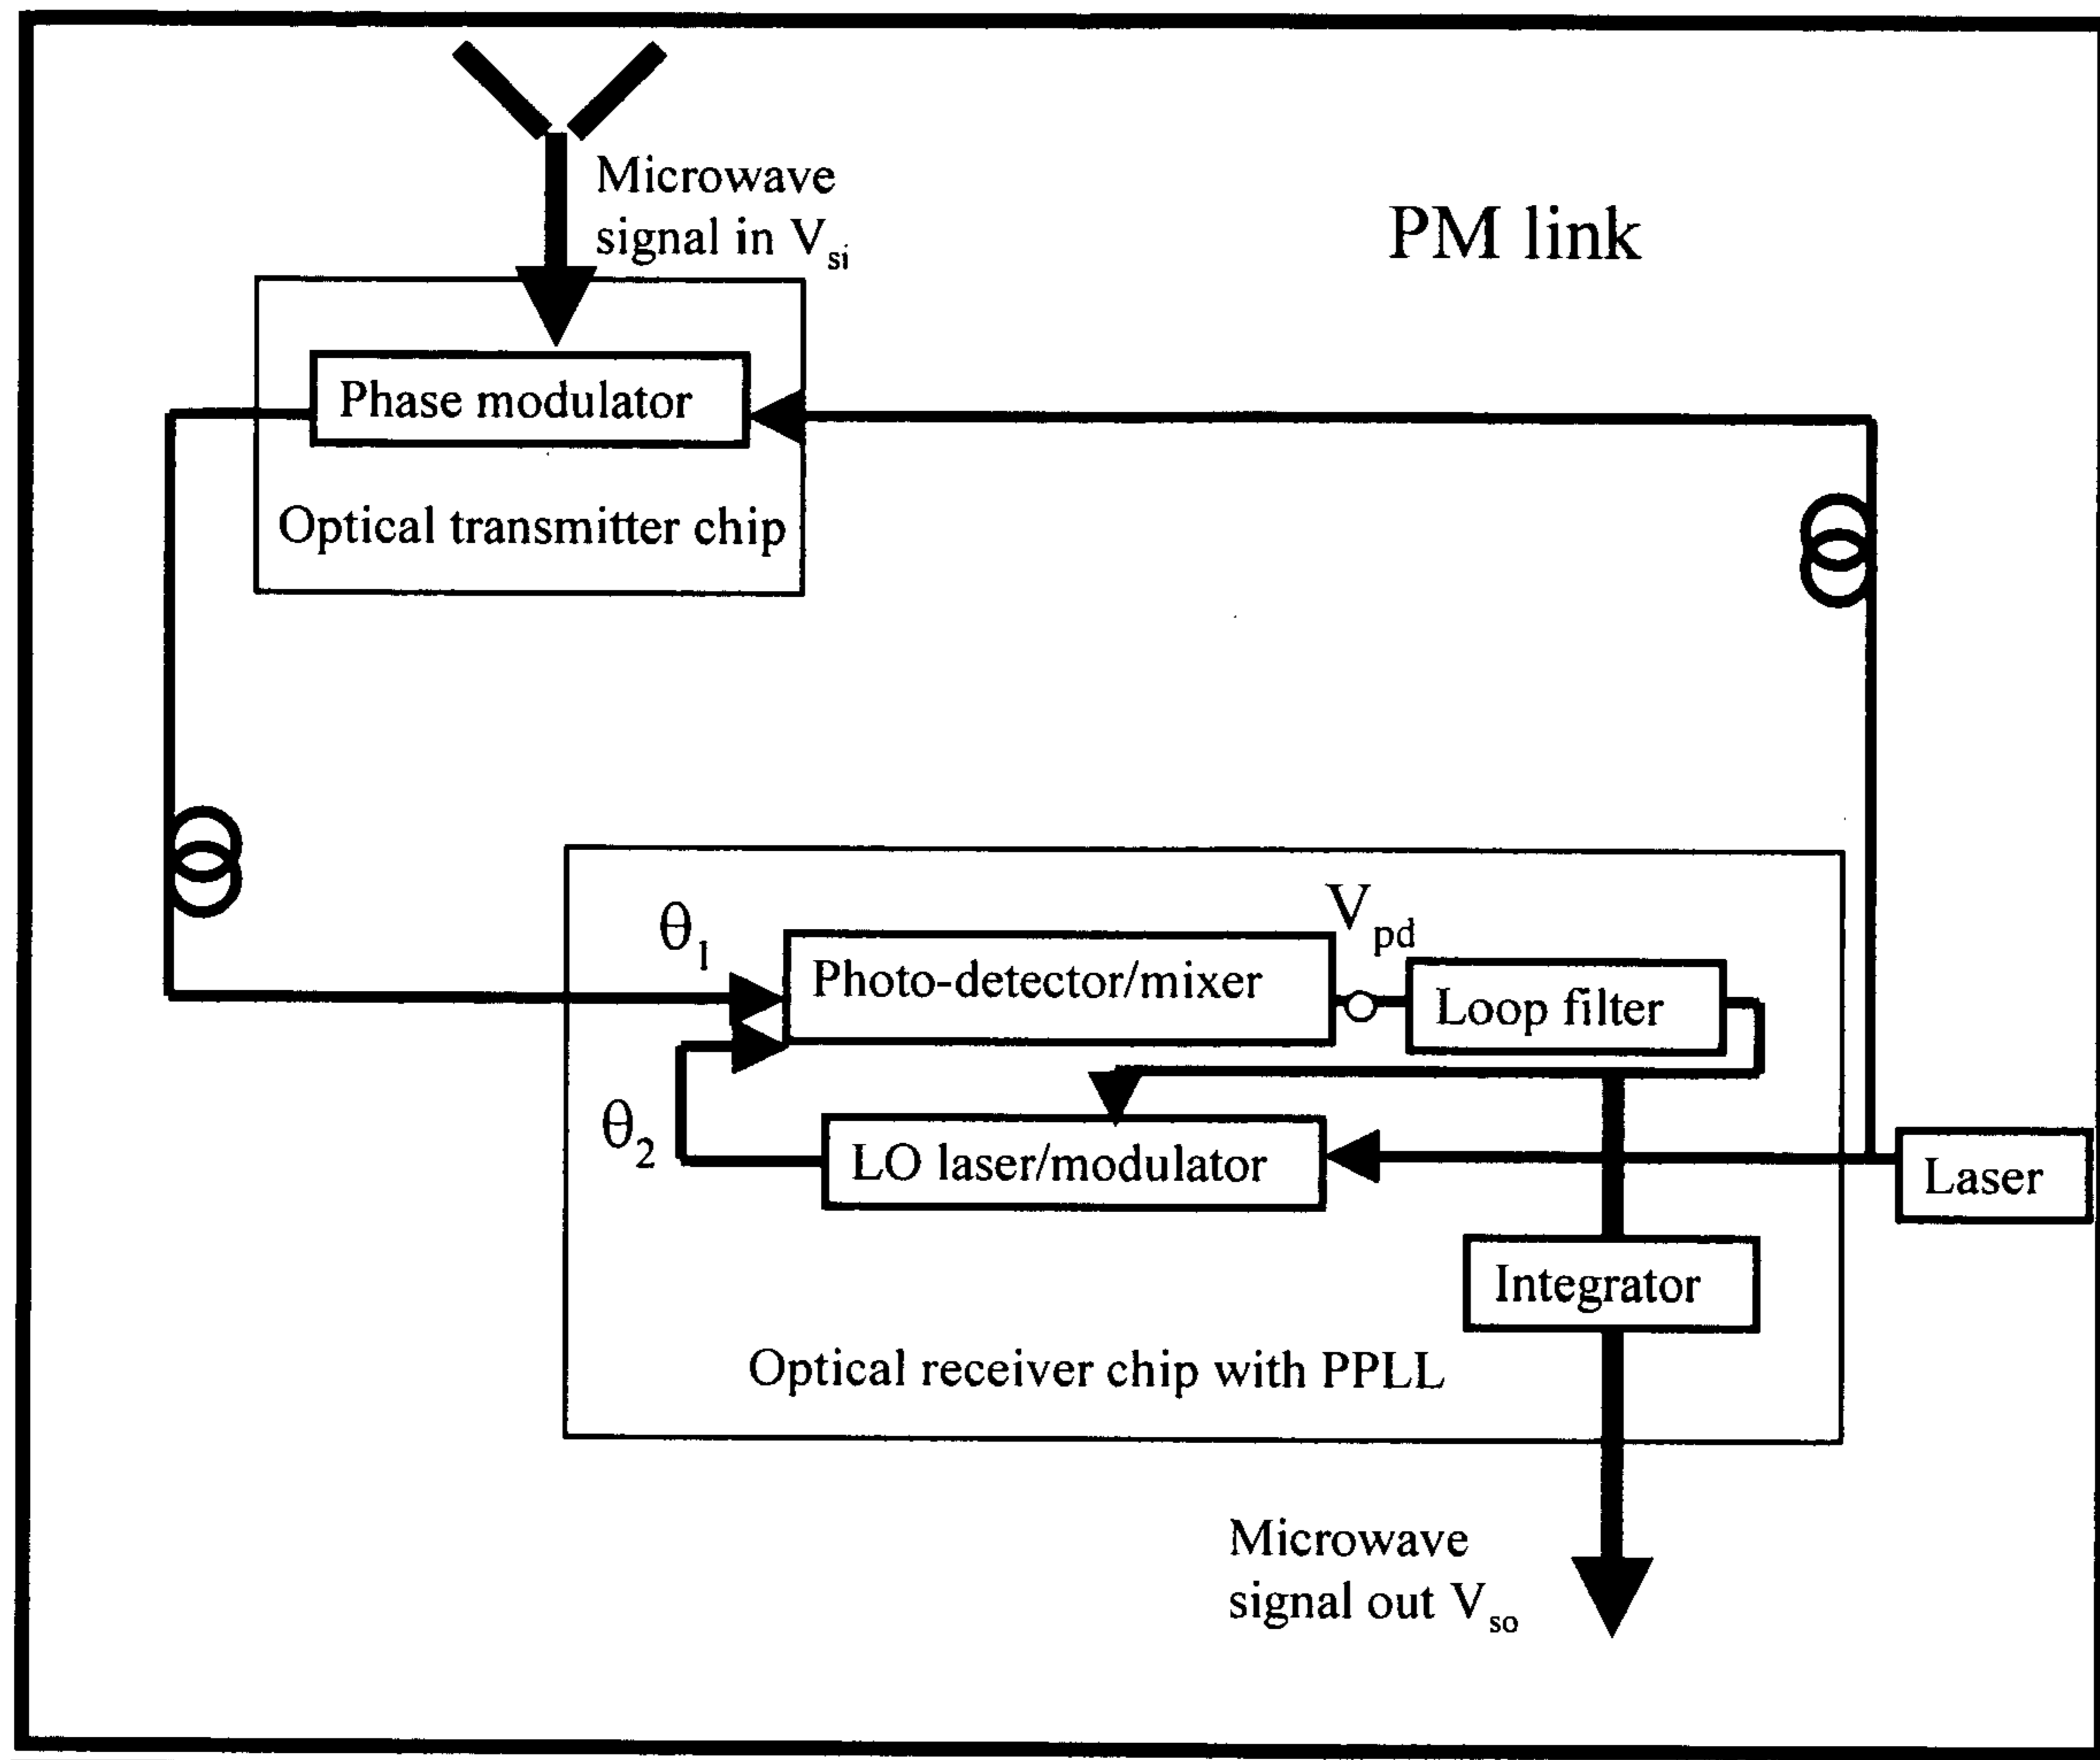 Microwave
signal in V_si
PM link
Phase modulator
Optical transmitter chip
θ_1
V_pd
Photo-detector/mixer
Loop filter
θ_2
LO laser/modulator
Laser
Integrator
Optical receiver chip with PPLL
Microwave
signal out V_so